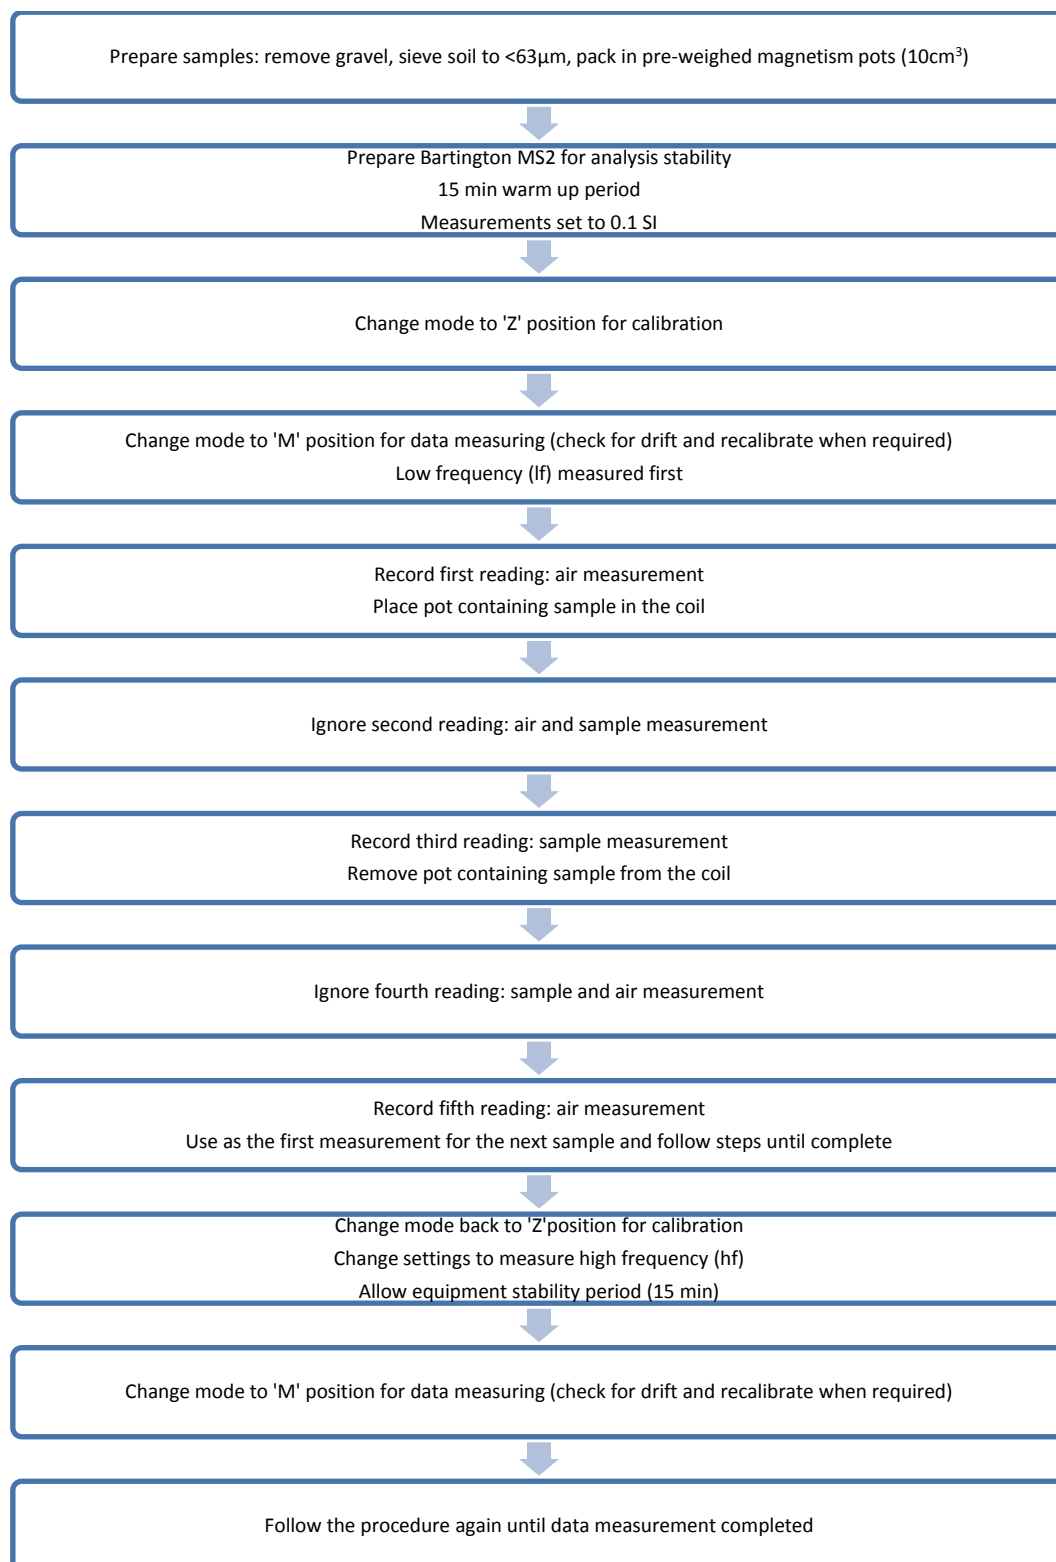 Prepare samples: remove gravel, sieve soil to <63µm, pack in pre-weighed magnetism pots (10cm³)
Prepare Bartington MS2 for analysis stability
15 min warm up period
Measurements set to 0.1 SI
Change mode to 'Z' position for calibration
Change mode to 'M' position for data measuring (check for drift and recalibrate when required)
Low frequency (lf) measured first
Record first reading: air measurement
Place pot containing sample in the coil
Ignore second reading: air and sample measurement
Record third reading: sample measurement
Remove pot containing sample from the coil
Ignore fourth reading: sample and air measurement
Record fifth reading: air measurement
Use as the first measurement for the next sample and follow steps until complete
Change mode back to 'Z'position for calibration
Change settings to measure high frequency (hf)
Allow equipment stability period (15 min)
Change mode to 'M' position for data measuring (check for drift and recalibrate when required)
Follow the procedure again until data measurement completed